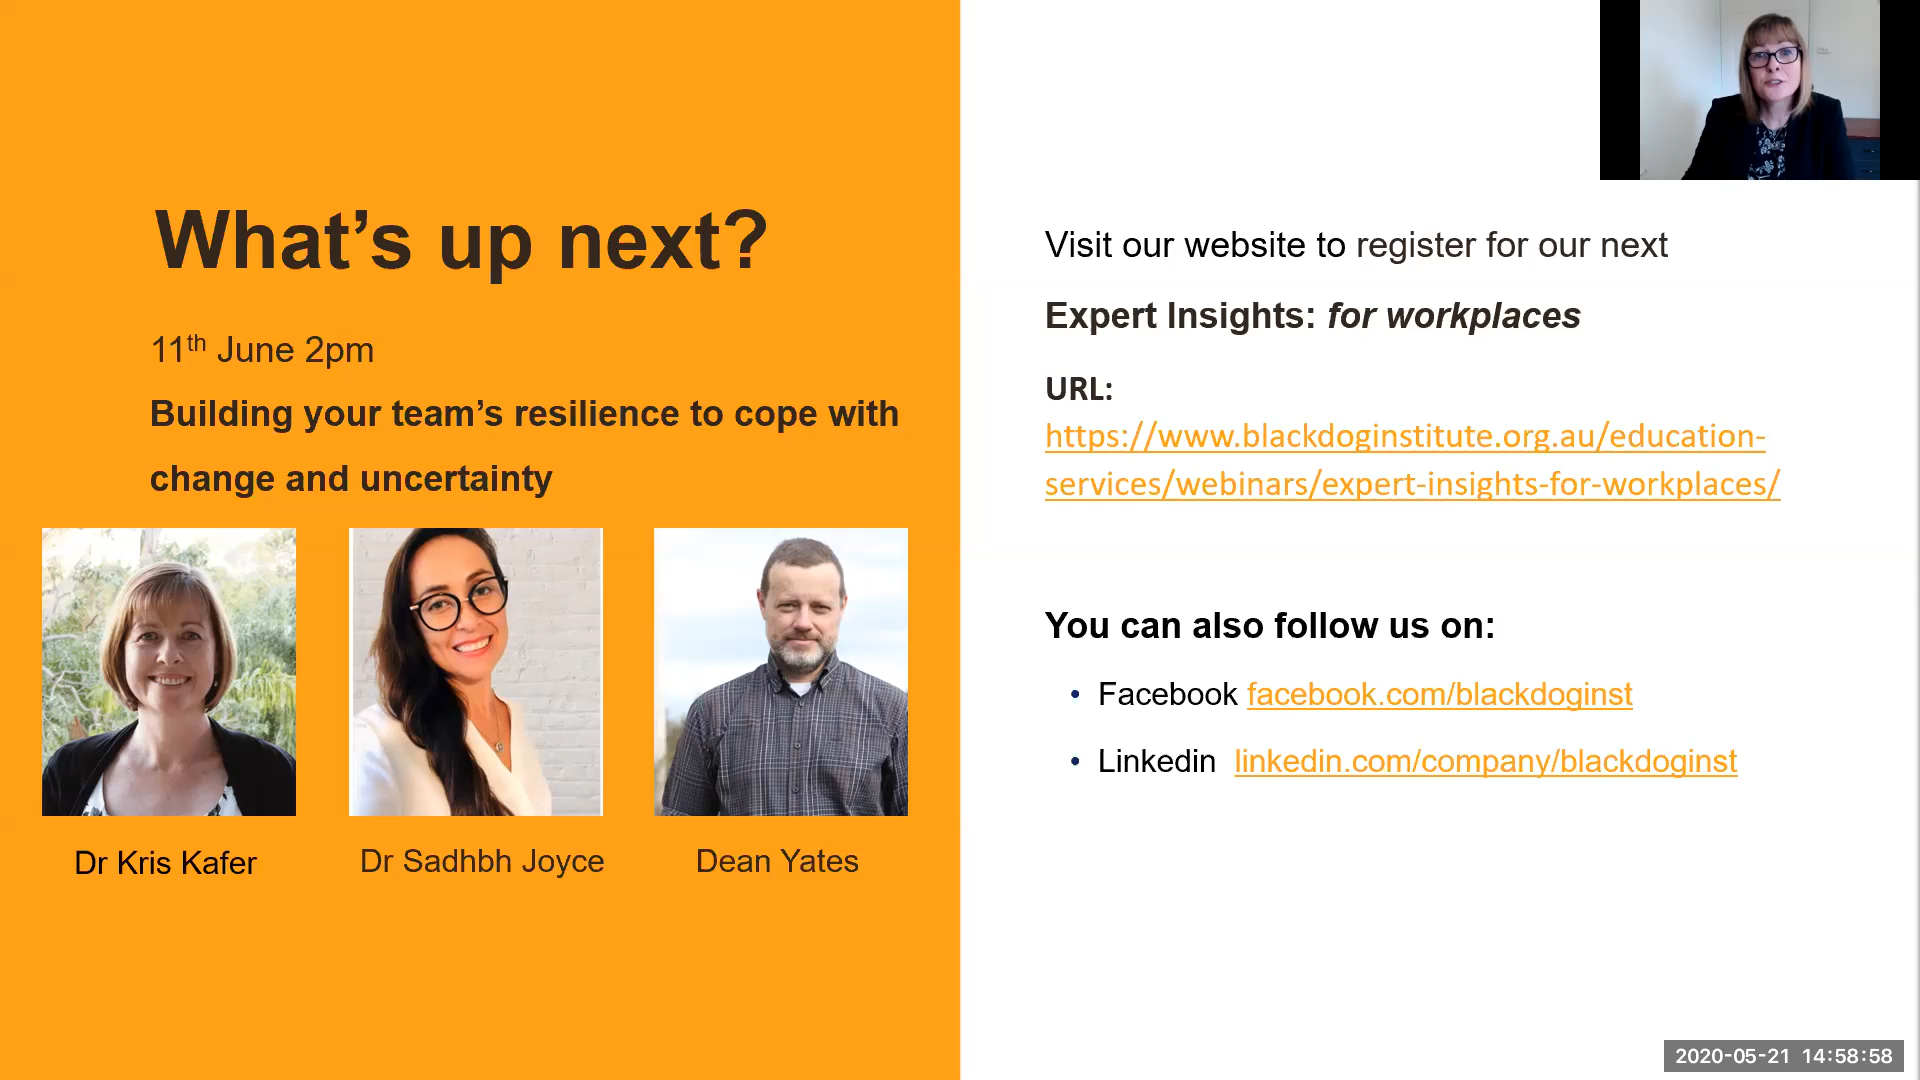 What’s up next?
11th June 2pm
Building your team’s resilience to cope with
change and uncertainty
Dr Kris Kafer
Dr Sadhbh Joyce
Dean Yates
Visit our website to register for our next
Expert Insights: for workplaces
URL:
https://www.blackdoginstitute.org.au/education-
services/webinars/expert-insights-for-workplaces/
You can also follow us on:
• Facebook facebook.com/blackdoginst
• Linkedin linkedin.com/company/blackdoginst
2020-05-21 14:58:58